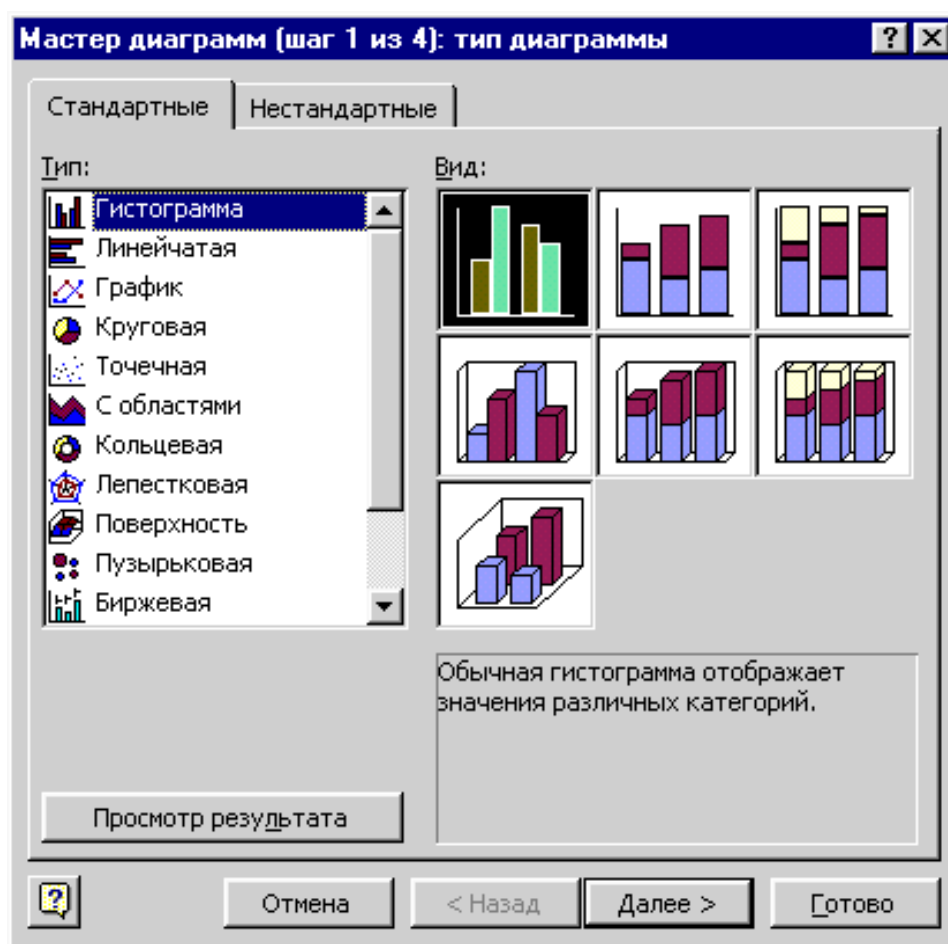 Мастер диаграмм (шаг 1 из 4): тип диаграммы
Стандартные
Нестандартные
Тип:
Гистограмма
Линейчатая
График
Круговая
Точечная
С областями
Кольцевая
Лепестковая
Поверхность
Пузырьковая
Биржевая
Вид:
Обычная гистограмма отображает
значения различных категорий.
Просмотр результата
Отмена
< Назад
Далее >
Готово